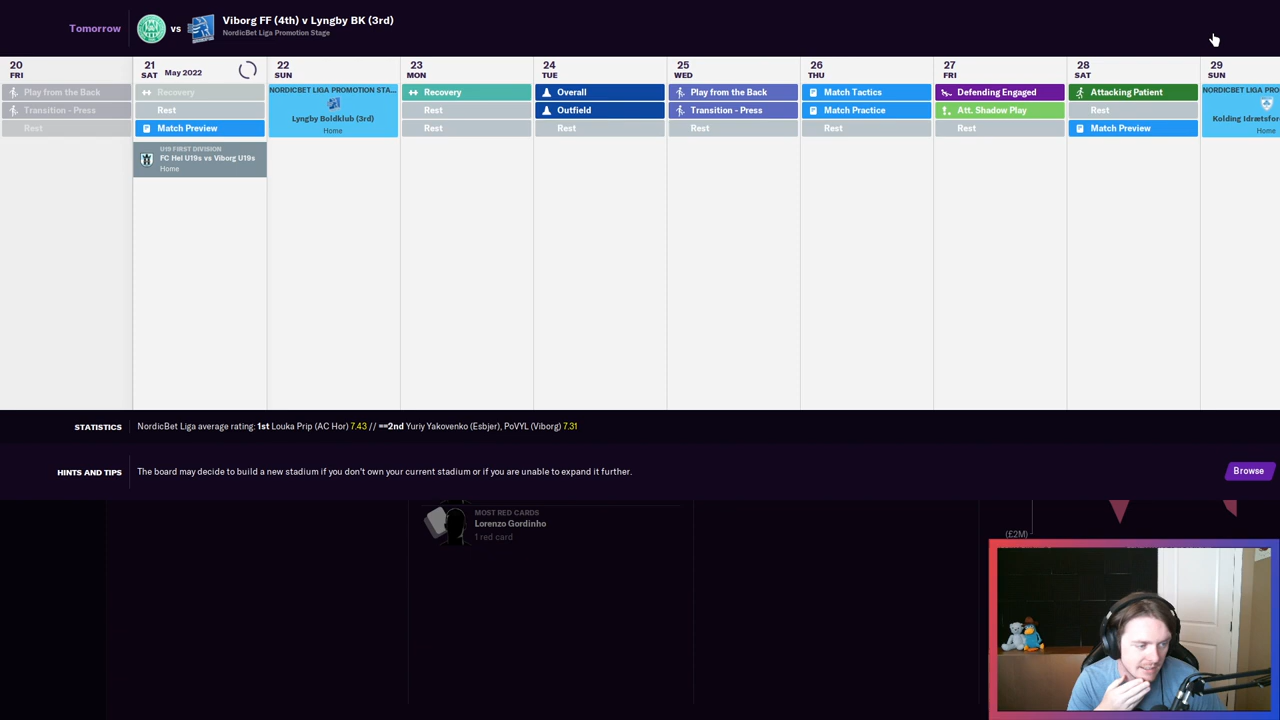 Tomorrow
vs
Viborg FF (4th) v Lyngby BK (3rd)
NordicBet Liga Promotion Stage
20
FRI
Play from the Back
Transition - Press
Rest
21
SAT May 2022
Recovery
Rest
Match Preview
U19 FIRST DIVISION
FC Hel U19s vs Viborg U19s
Home
22
SUN
NORDICBET LIGA PROMOTION STA...
Lyngby Boldklub (3rd)
Home
23
MON
Recovery
Rest
Rest
24
TUE
Overall
Outfield
Rest
25
WED
Play from the Back
Transition - Press
Rest
26
THU
Match Tactics
Match Practice
Rest
27
FRI
Defending Engaged
Att. Shadow Play
Rest
28
SAT
Attacking Patient
Rest
Match Preview
29
SUN
NORDICBET LIGA PRO
Kolding Idrætsfor
Home
STATISTICS
NordicBet Liga average rating: 1st Louka Prip (AC Hor) 7.43 // ==2nd Yuriy Yakovenko (Esbjer), PoVYL (Viborg) 7.31
HINTS AND TIPS
The board may decide to build a new stadium if you don't own your current stadium or if you are unable to expand it further.
Browse
MOST RED CARDS
Lorenzo Gordinho
1 red card
(£2M)